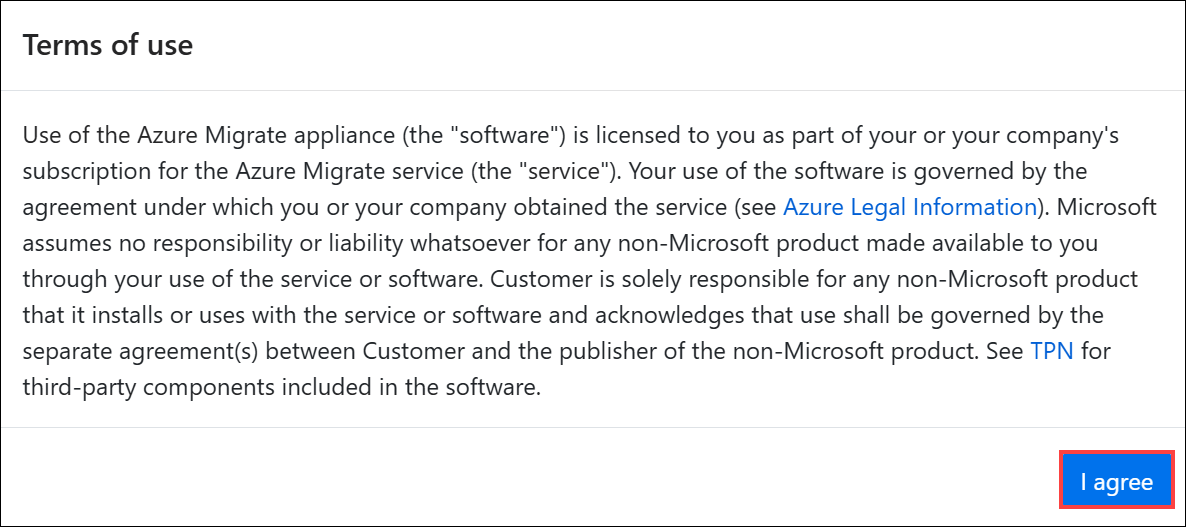 Terms of use
Use of the Azure Migrate appliance (the "software") is licensed to you as part of your or your company's
subscription for the Azure Migrate service (the "service"). Your use of the software is governed by the
agreement under which you or your company obtained the service (see Azure Legal Information). Microsoft
assumes no responsibility or liability whatsoever for any non-Microsoft product made available to you
through your use of the service or software. Customer is solely responsible for any non-Microsoft product
that it installs or uses with the service or software and acknowledges that use shall be governed by the
separate agreement(s) between Customer and the publisher of the non-Microsoft product. See TPN for
third-party components included in the software.
I agree